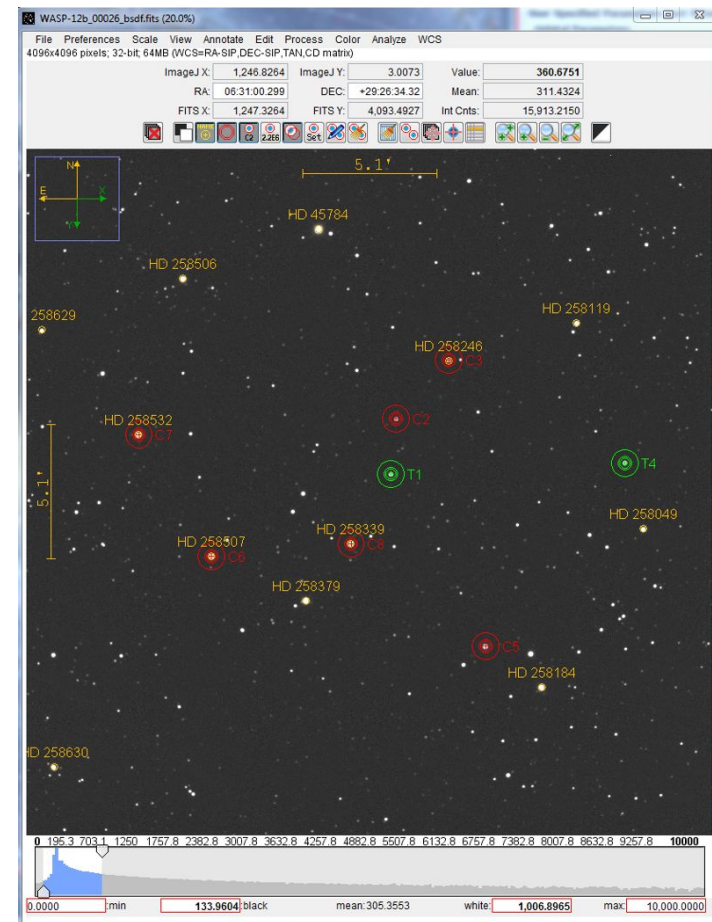 WASP-12b_00026_bsdf.fits (20.0%)
File Preferences Scale View Annotate Edit Process Color Analyze WCS
4096x4096 pixels; 32-bit; 64MB (WCS=RA-SIP,DEC-SIP,TAN,CD matrix)
ImageJ X: 1,246.8264 ImageJ Y: 3.0073 Value: 360.6751
RA: 06:31:00.299 DEC: +29:26:34.32 Mean: 311.4324
FITS X: 1,247.3264 FITS Y: 4,093.4927 Int Cnts: 15,913.2150
C2 2.2E6 Set
5.1'
N
E X
Y
HD 45784
HD 258506
HD 258119
258629
HD 258246
C3
C2
HD 258532
C7
T1
T4
5.1'
HD 258049
HD 258339
HD 258507
C8
C6
HD 258379
C5
HD 258184
HD 258630
0 195.3 703.1 1250 1757.8 2382.8 3007.8 3632.8 4257.8 4882.8 5507.8 6132.8 6757.8 7382.8 8007.8 8632.8 9257.8 10000
0.0000 :min 133.9604 :black mean: 305.3553 white: 1,006.8965 max: 10,000.0000